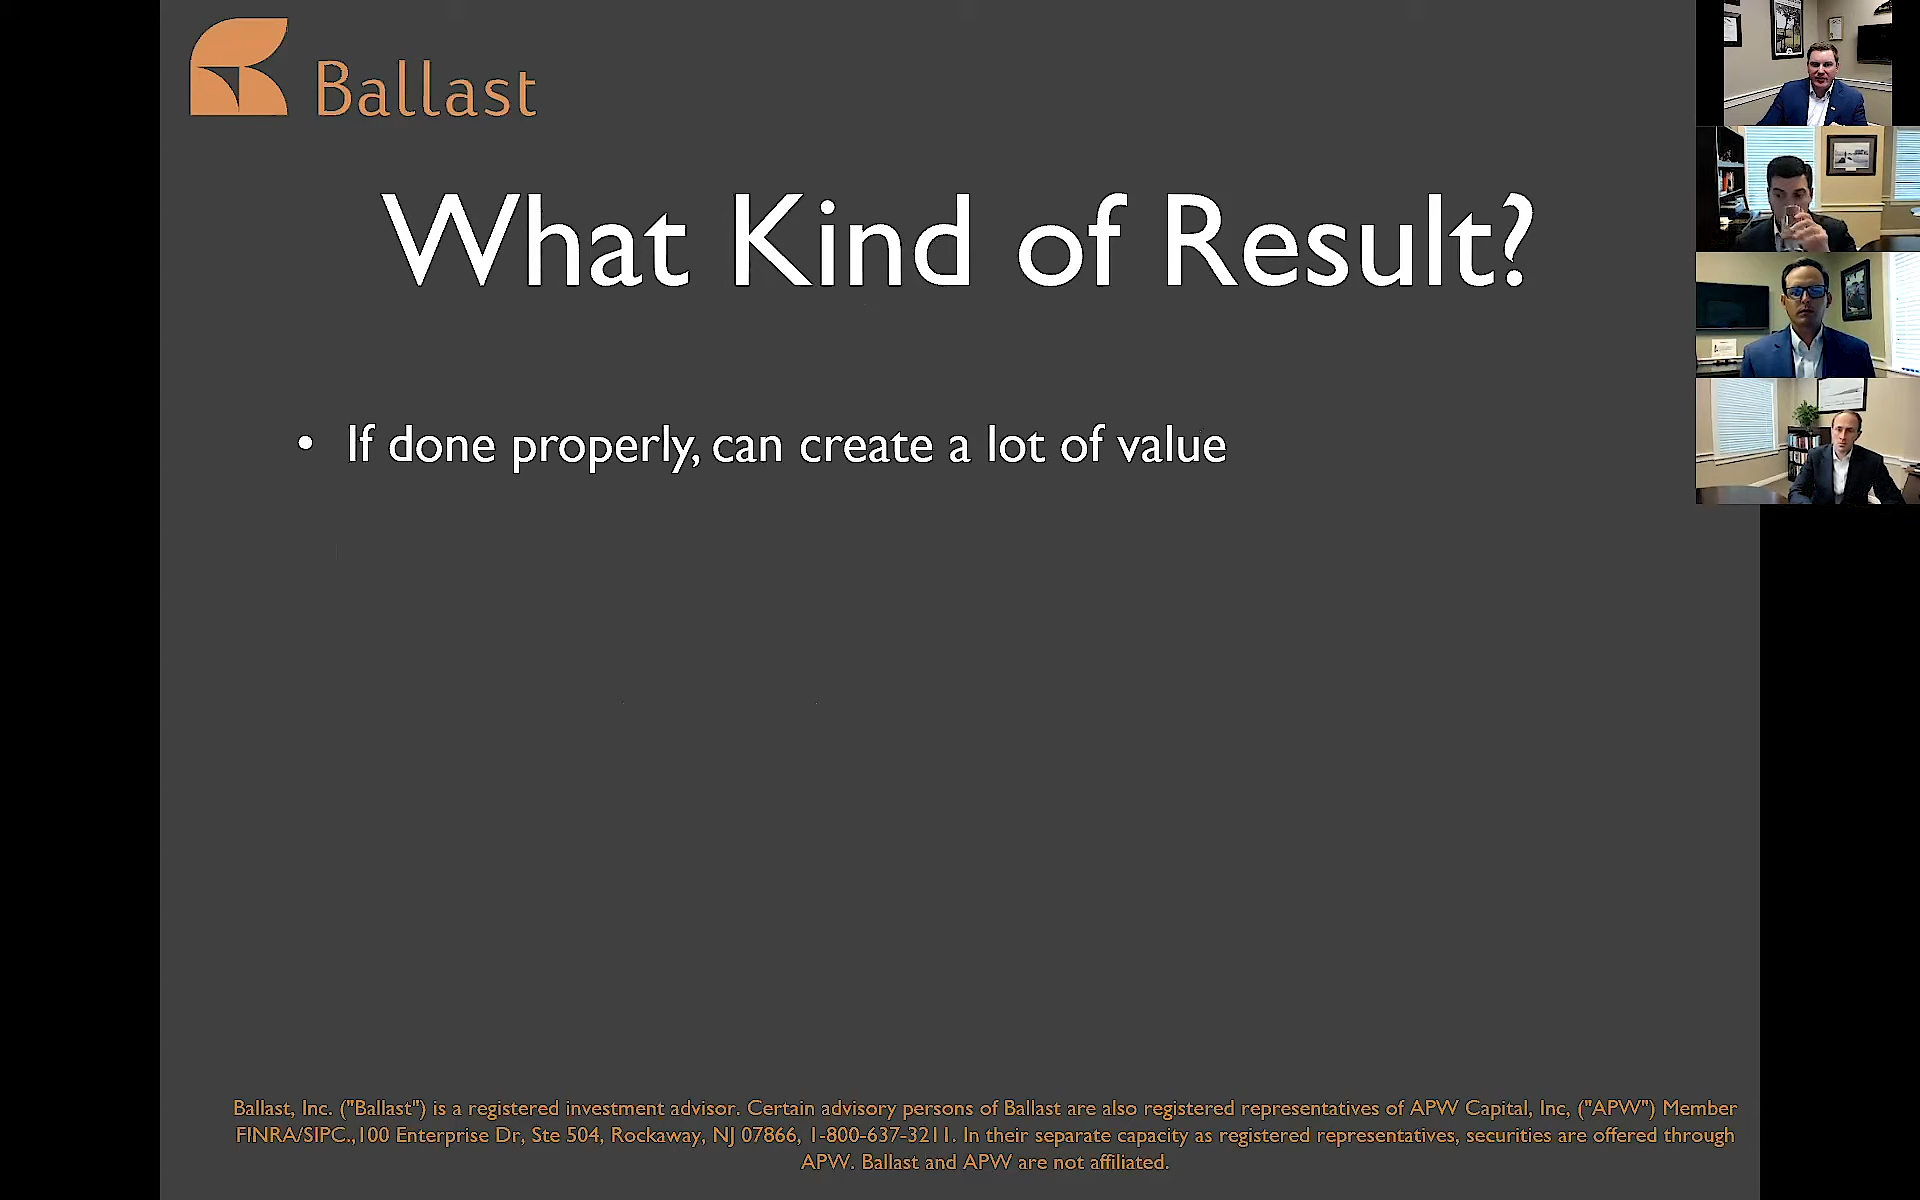 Ballast
What Kind of Result?
• If done properly, can create a lot of value
Ballast, Inc. ("Ballast") is a registered investment advisor. Certain advisory persons of Ballast are also registered representatives of APW Capital, Inc, ("APW") Member
FINRA/SIPC.,100 Enterprise Dr, Ste 504, Rockaway, NJ 07866, 1-800-637-3211. In their separate capacity as registered representatives, securities are offered through
APW. Ballast and APW are not affiliated.